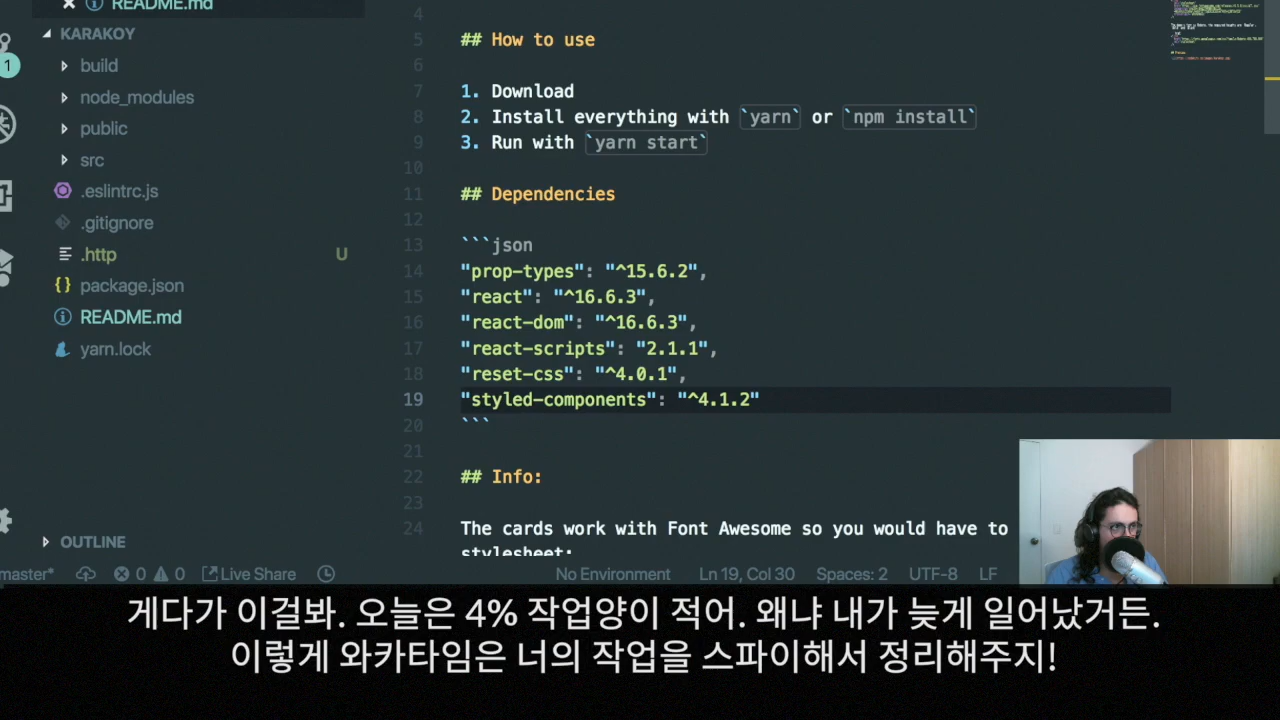 README.md
KARAKOY
build
node_modules
public
src
.eslintrc.js
.gitignore
.http U
package.json
README.md
yarn.lock
OUTLINE
1
4
5 ## How to use
6
7 1. Download
8 2. Install everything with `yarn` or `npm install`
9 3. Run with `yarn start`
10
11 ## Dependencies
12
13 ```json
14 "prop-types": "^15.6.2",
15 "react": "^16.6.3",
16 "react-dom": "^16.6.3",
17 "react-scripts": "2.1.1",
18 "reset-css": "^4.0.1",
19 "styled-components": "^4.1.2"
20 ```
21
22 ## Info:
23
24 The cards work with Font Awesome so you would have to
stylesheet:
master* 0 0 Live Share No Environment Ln 19, Col 30 Spaces: 2 UTF-8 LF
게다가 이걸봐. 오늘은 4% 작업양이 적어. 왜냐 내가 늦게 일어났거든.
이렇게 와카타임은 너의 작업을 스파이해서 정리해주지!